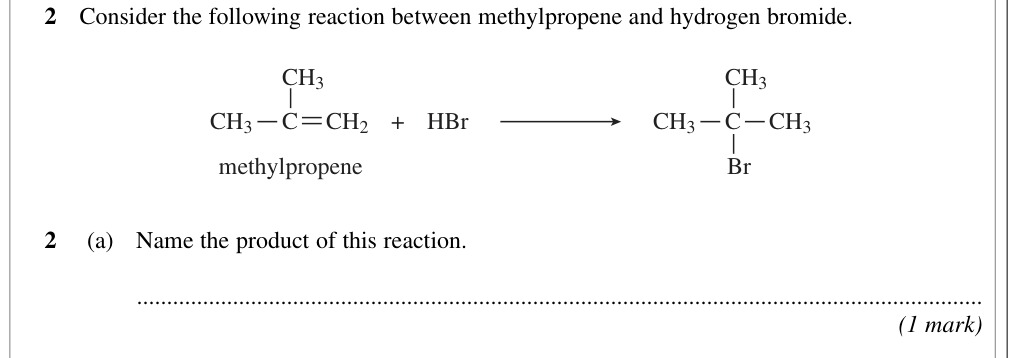 2 Consider the following reaction between methylpropene and hydrogen bromide.
CH₃ CH₃
CH₃—C=CH₂ + HBr ⟶ CH₃—C—CH₃
methylpropene Br
2 (a) Name the product of this reaction.
(1 mark)